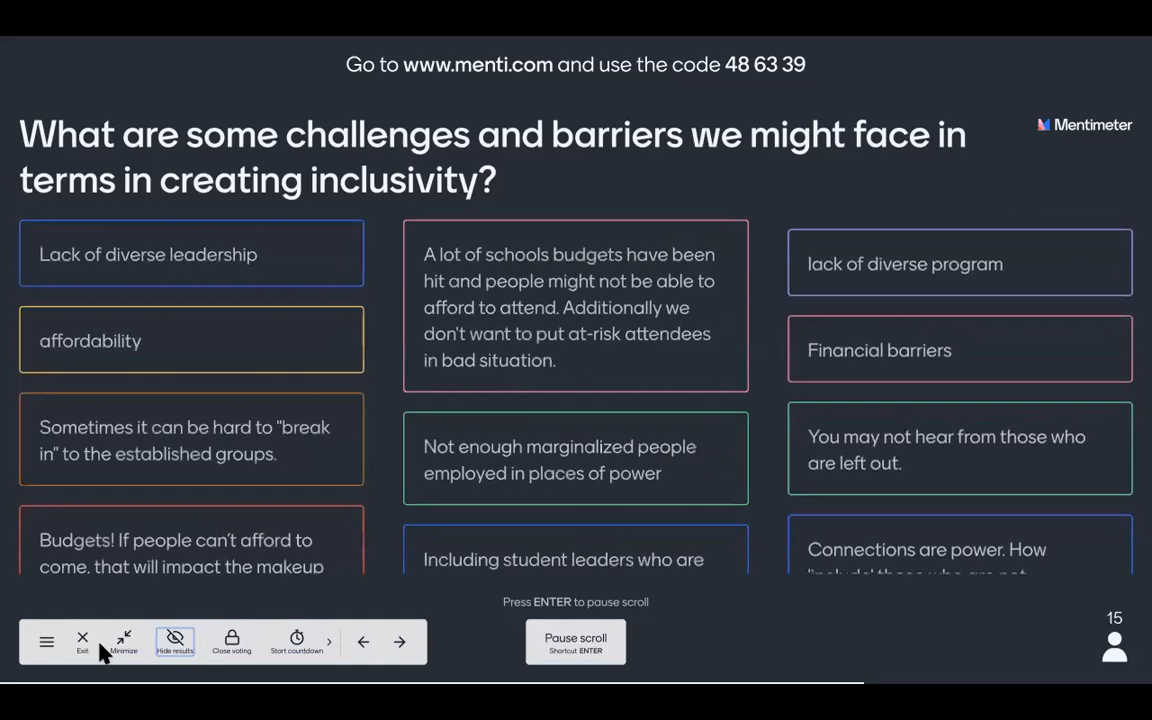 Go to www.menti.com and use the code 48 63 39
What are some challenges and barriers we might face in
terms in creating inclusivity?
Mentimeter
Lack of diverse leadership
affordability
Sometimes it can be hard to "break
in" to the established groups.
Budgets! If people can't afford to
come, that will impact the makeup
A lot of schools budgets have been
hit and people might not be able to
afford to attend. Additionally we
don't want to put at-risk attendees
in bad situation.
Not enough marginalized people
employed in places of power
Including student leaders who are
lack of diverse program
Financial barriers
You may not hear from those who
are left out.
Connections are power. How
'include' those who are not
Press ENTER to pause scroll
Exit
Minimize
Hide results
Close voting
Start countdown
Pause scroll
Shortcut ENTER
15